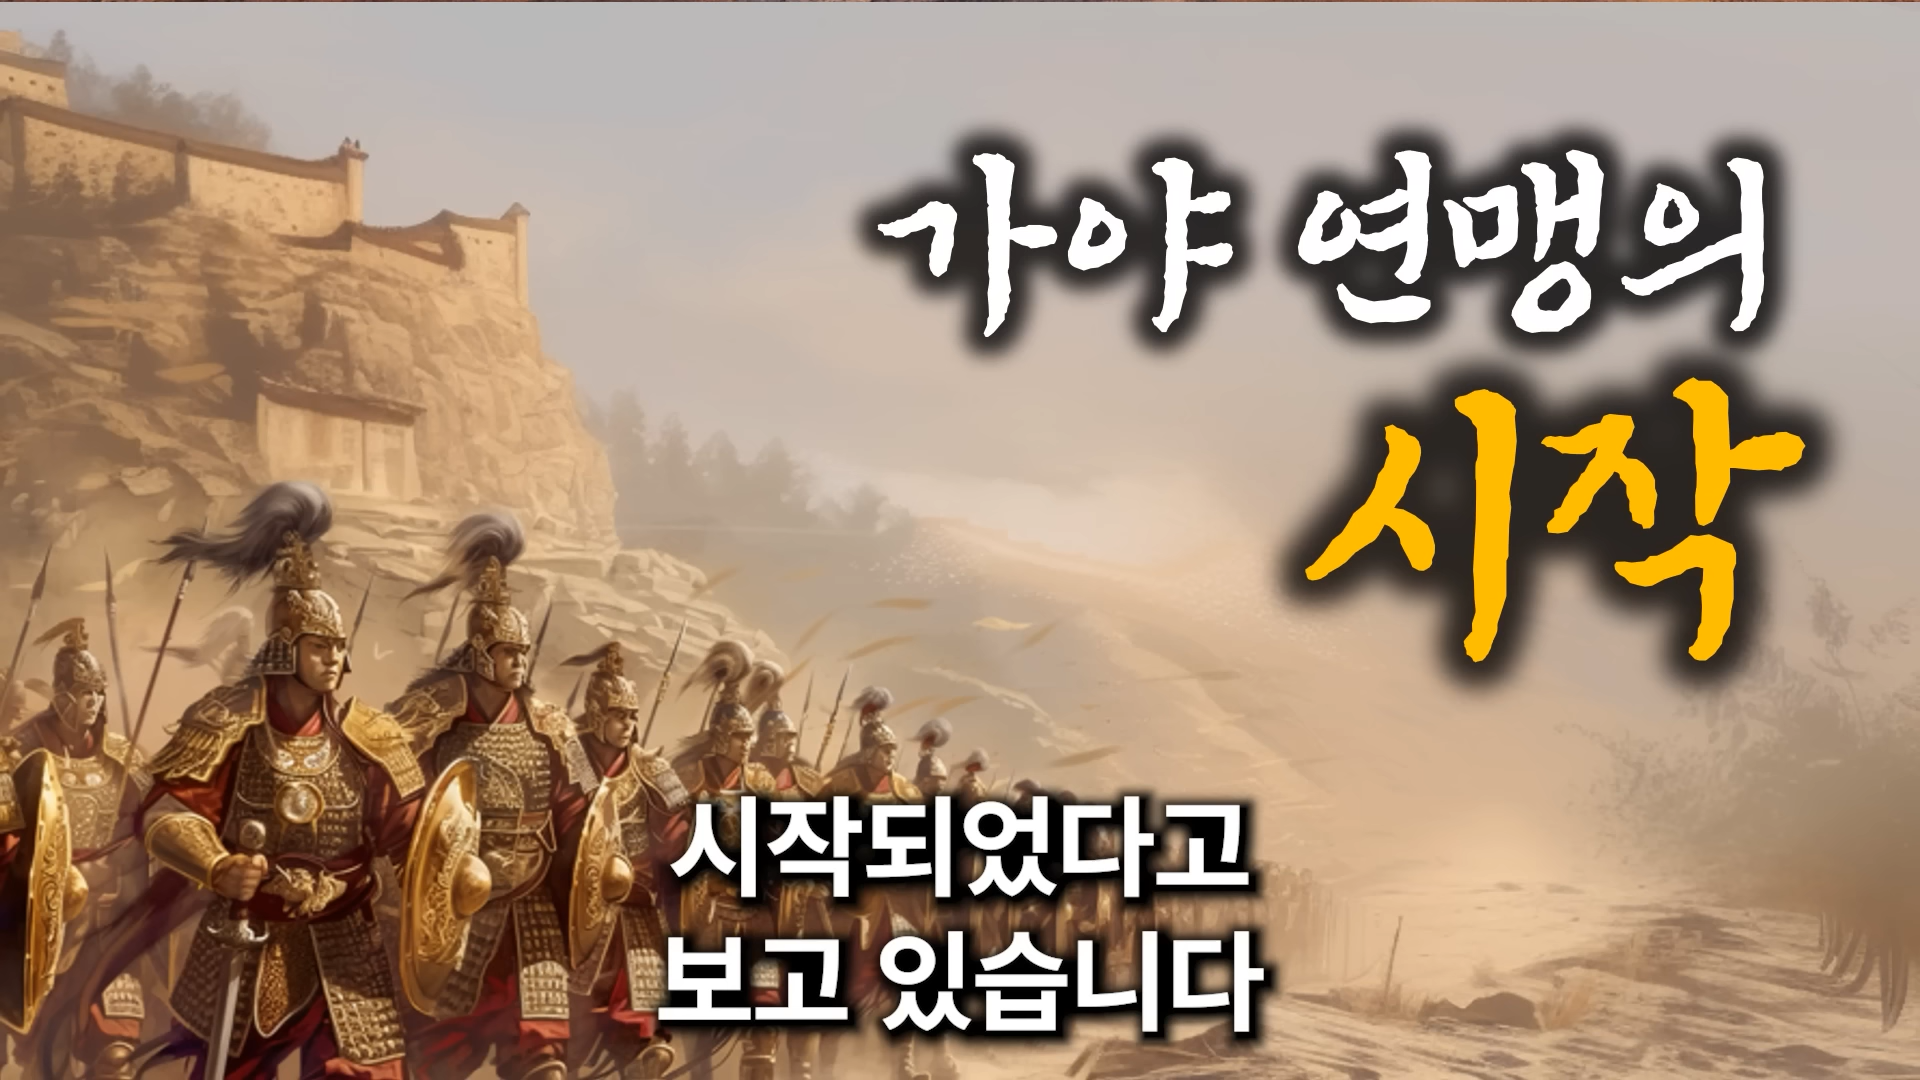 가야 연맹의
시작
시작되었다고
보고 있습니다